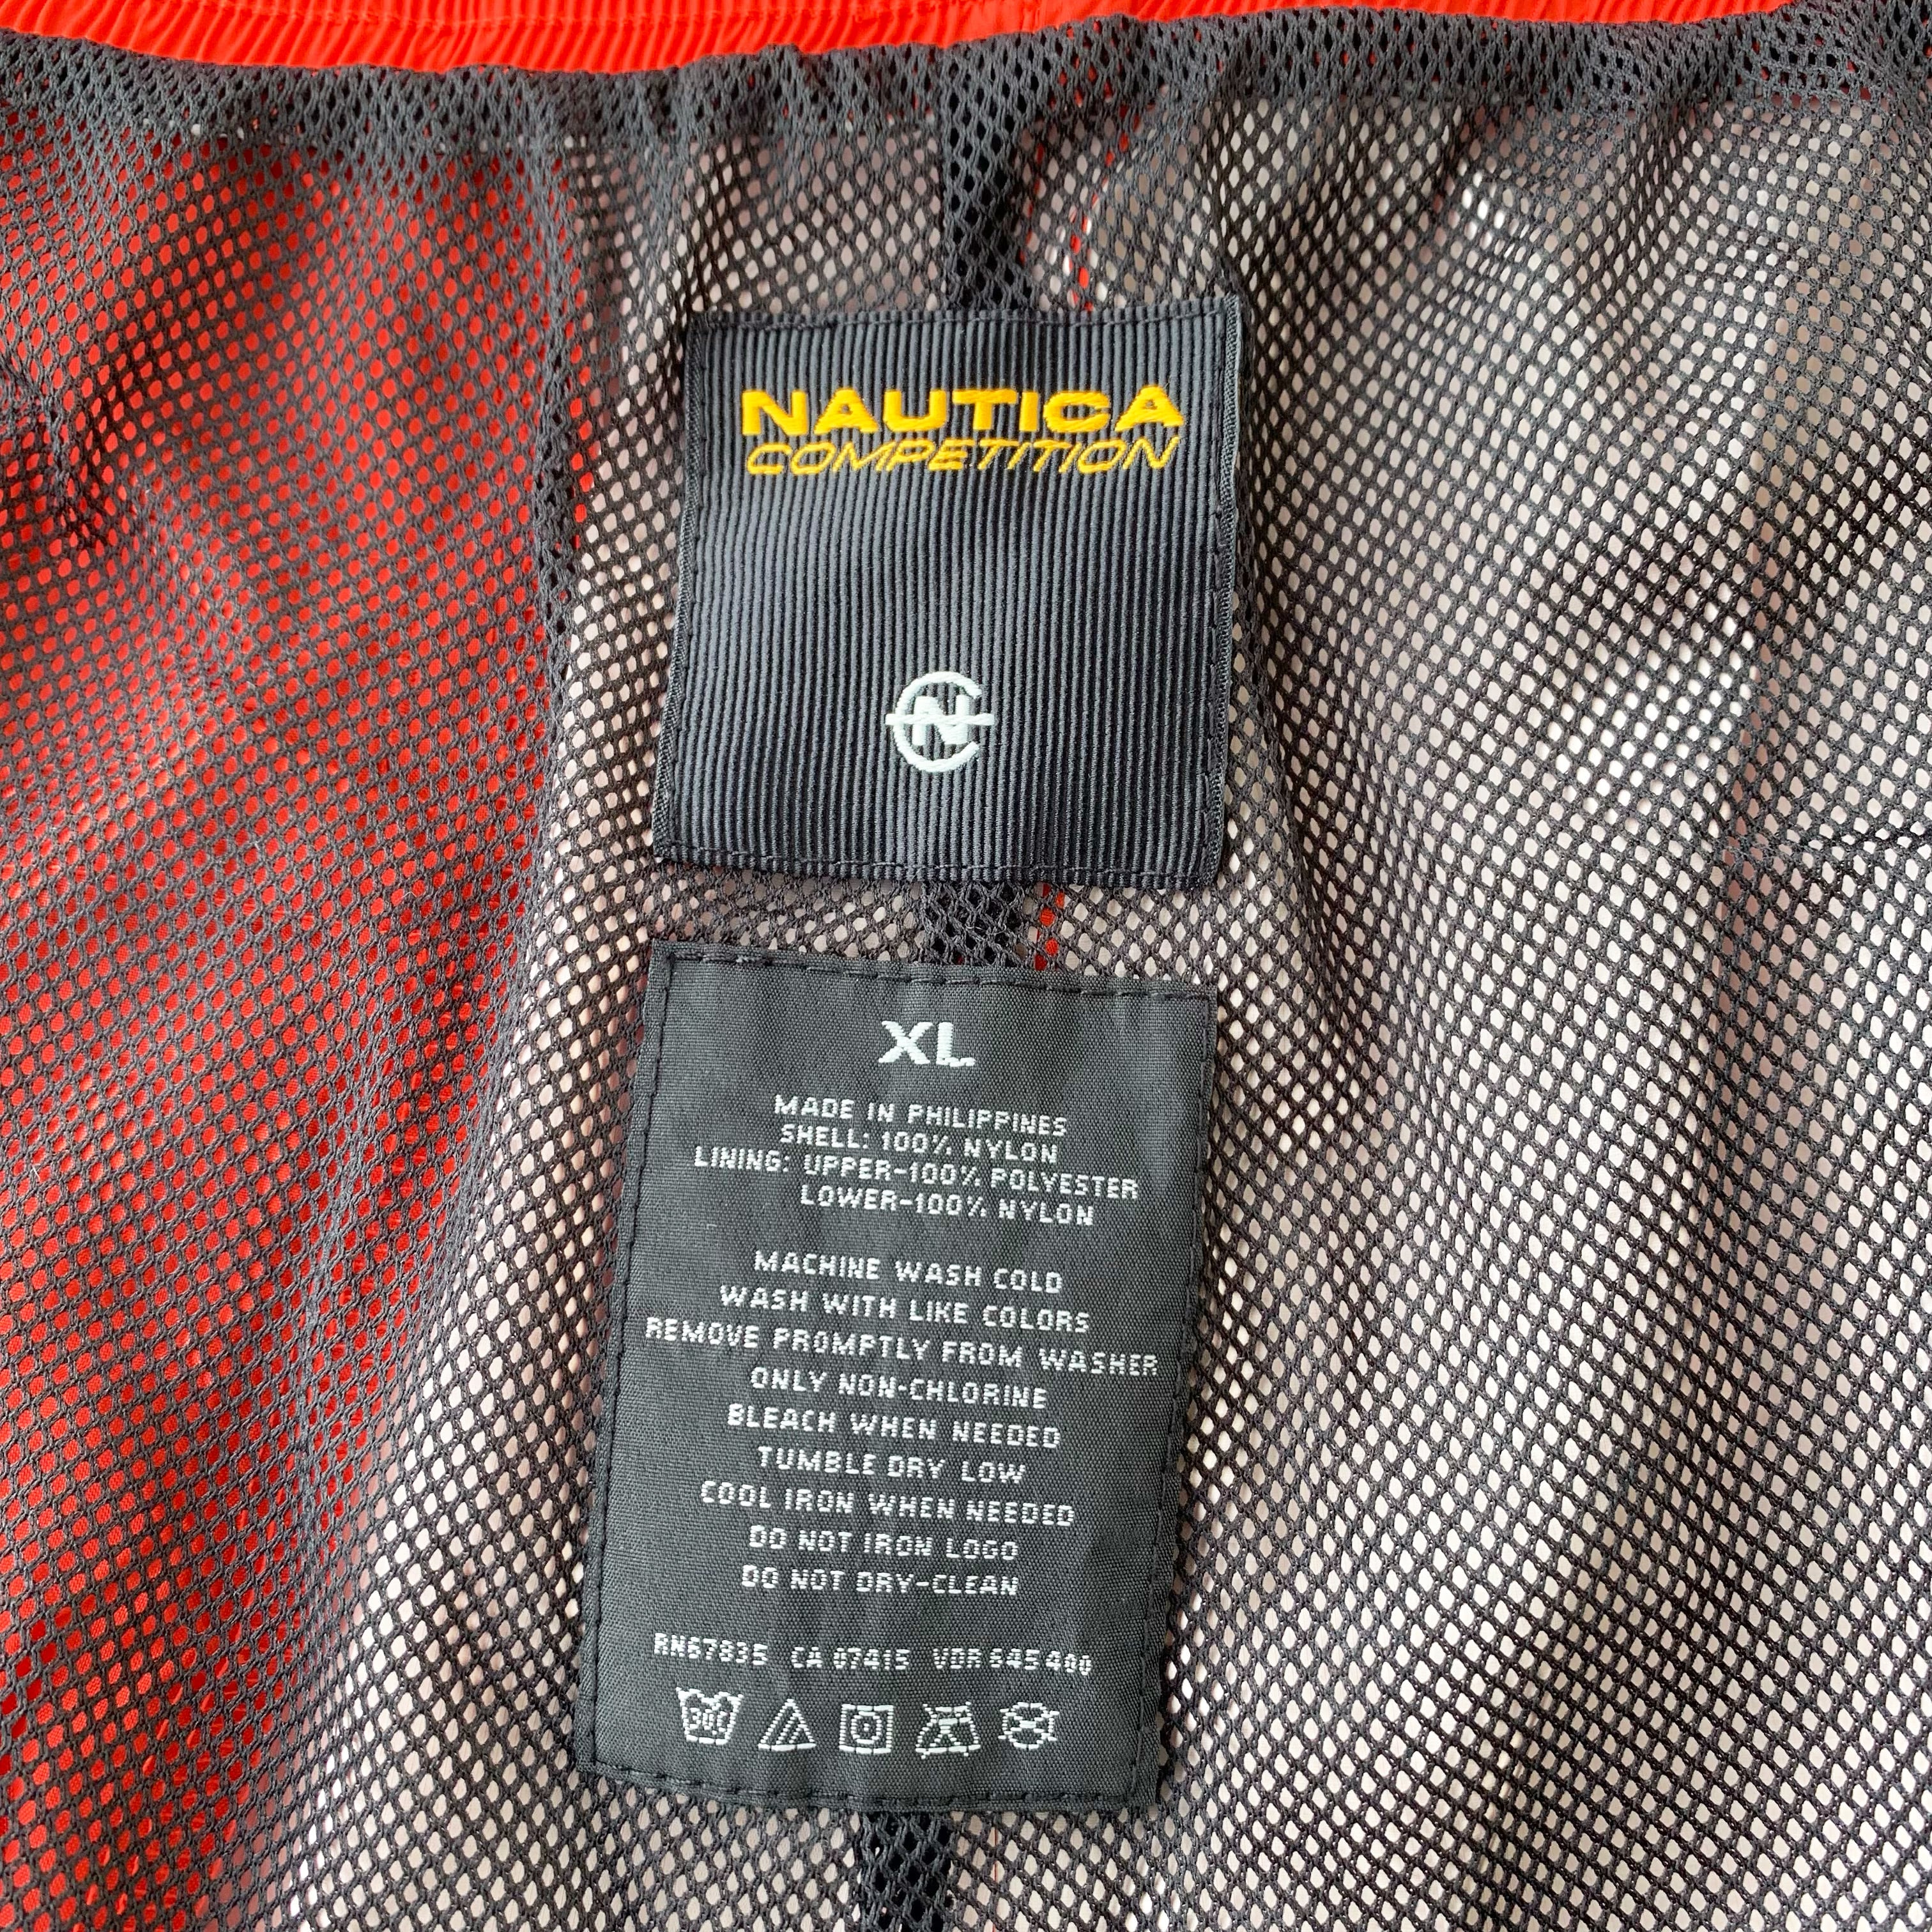 NAUTICA
COMPETITION
N
XL
MADE IN PHILIPPINES
SHELL: 100% NYLON
LINING: UPPER-100% POLYESTER
LOWER-100% NYLON
MACHINE WASH COLD
WASH WITH LIKE COLORS
REMOVE PROMPTLY FROM WASHER
ONLY NON-CHLORINE
BLEACH WHEN NEEDED
TUMBLE DRY LOW
COOL IRON WHEN NEEDED
DO NOT IRON LOGO
DO NOT DRY-CLEAN
RN67835 CA 07415 VDR 645400